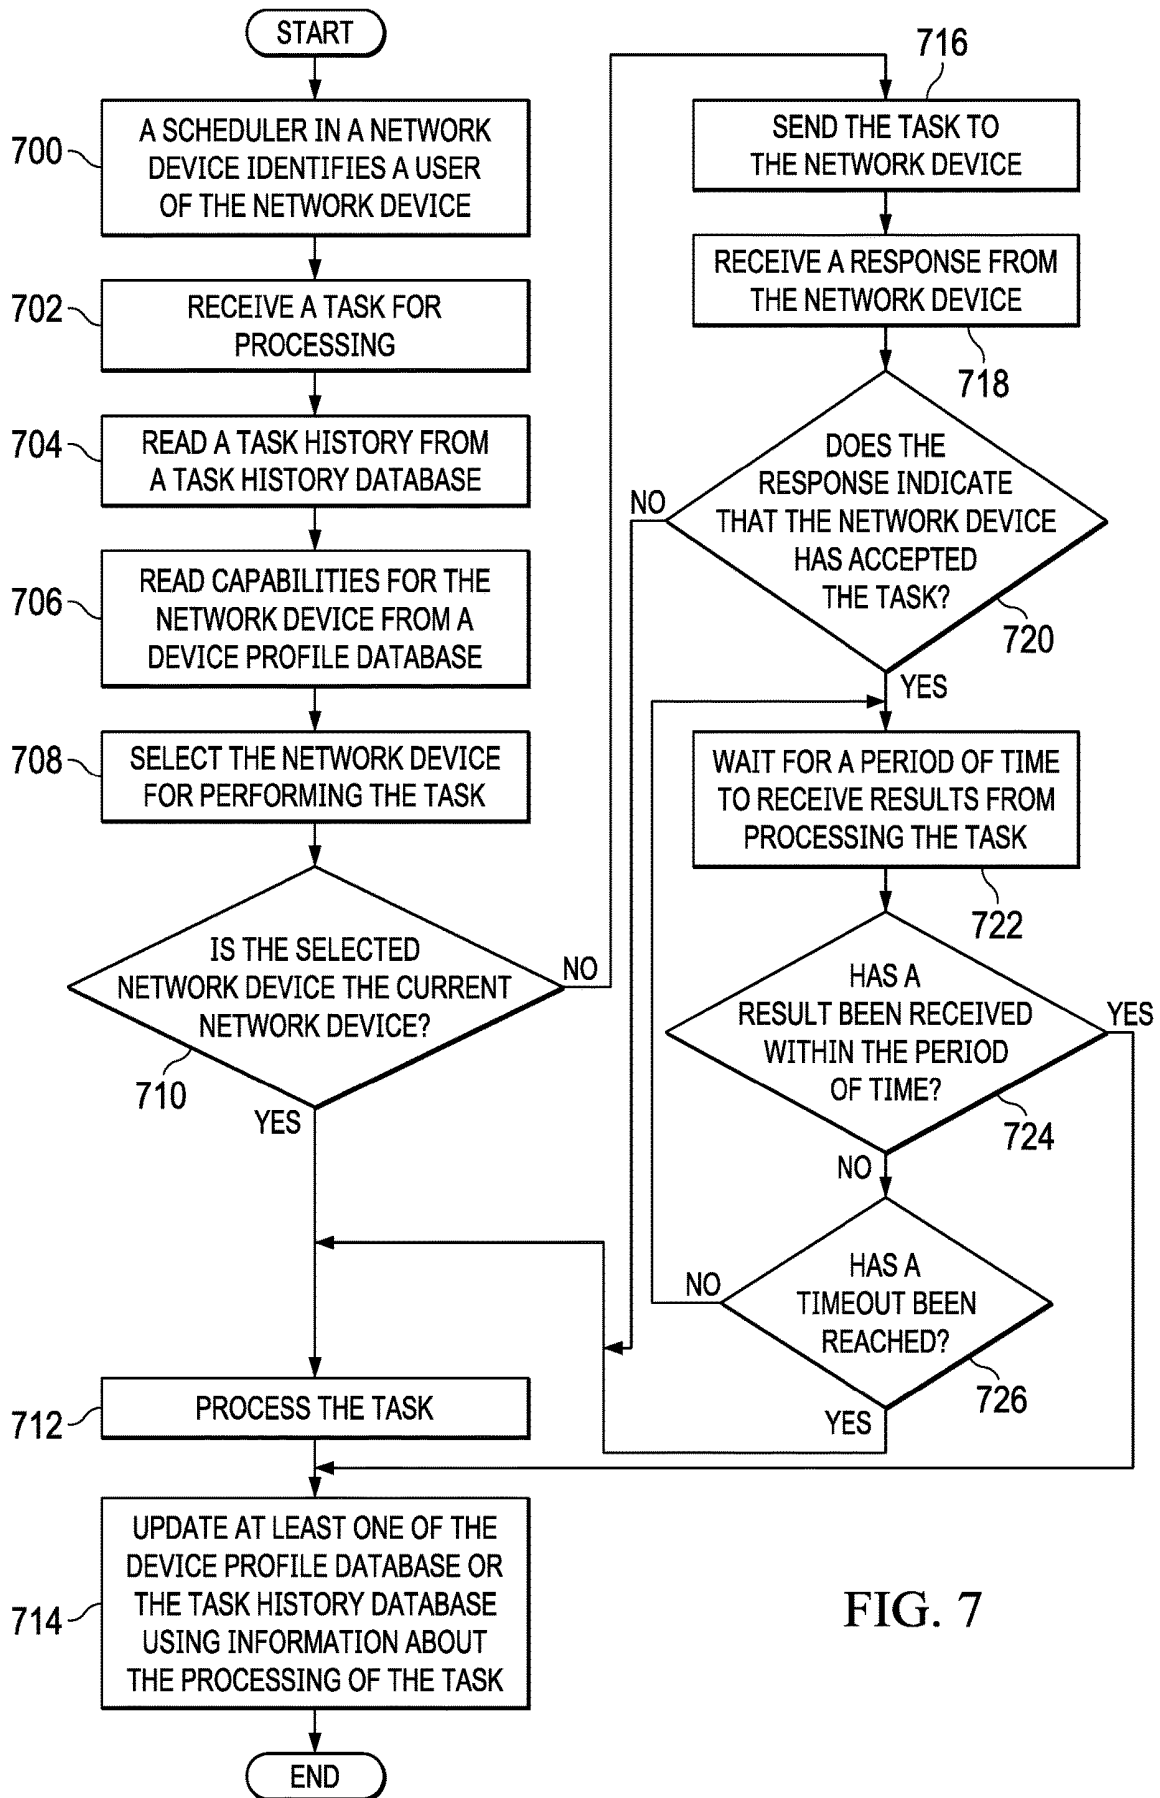 START
700
A SCHEDULER IN A NETWORK
DEVICE IDENTIFIES A USER
OF THE NETWORK DEVICE
702
RECEIVE A TASK FOR
PROCESSING
704
READ A TASK HISTORY FROM
A TASK HISTORY DATABASE
706
READ CAPABILITIES FOR THE
NETWORK DEVICE FROM A
DEVICE PROFILE DATABASE
708
SELECT THE NETWORK DEVICE
FOR PERFORMING THE TASK
IS THE SELECTED
NETWORK DEVICE THE CURRENT
NETWORK DEVICE?
NO
710
YES
712
PROCESS THE TASK
714
UPDATE AT LEAST ONE OF THE
DEVICE PROFILE DATABASE OR
THE TASK HISTORY DATABASE
USING INFORMATION ABOUT
THE PROCESSING OF THE TASK
END
716
SEND THE TASK TO
THE NETWORK DEVICE
RECEIVE A RESPONSE FROM
THE NETWORK DEVICE
718
DOES THE
RESPONSE INDICATE
THAT THE NETWORK DEVICE
HAS ACCEPTED
THE TASK?
NO
720
YES
WAIT FOR A PERIOD OF TIME
TO RECEIVE RESULTS FROM
PROCESSING THE TASK
722
HAS A
RESULT BEEN RECEIVED
WITHIN THE PERIOD
OF TIME?
YES
724
NO
HAS A
TIMEOUT BEEN
REACHED?
NO
726
YES
FIG. 7